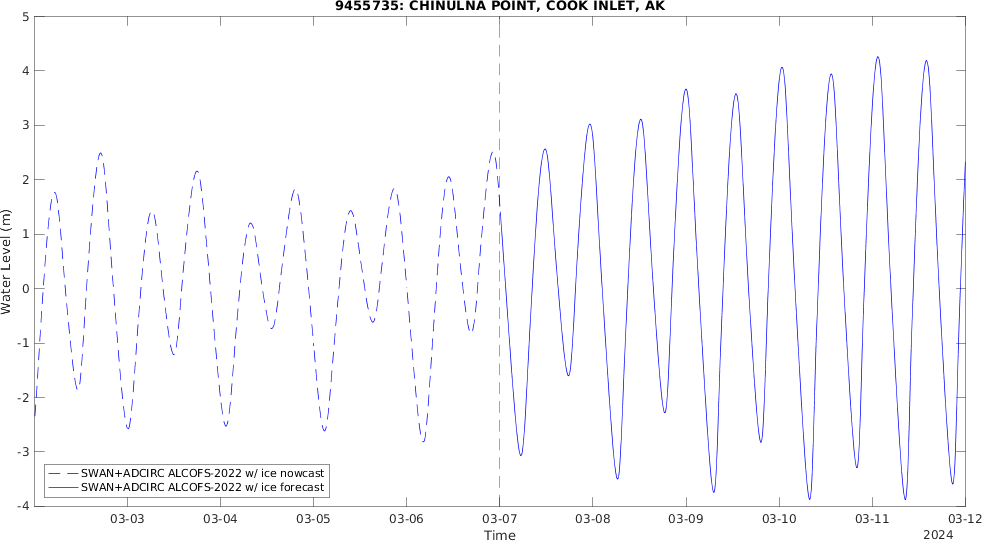 9455735: CHINULNA POINT, COOK INLET, AK
5
4
3
2
1
0
-1
-2
-3
-4
Water Level (m)
SWAN+ADCIRC ALCOFS-2022 w/ ice nowcast
SWAN+ADCIRC ALCOFS-2022 w/ ice forecast
03-03 03-04 03-05 03-06 03-07 03-08 03-09 03-10 03-11 03-12
Time
2024